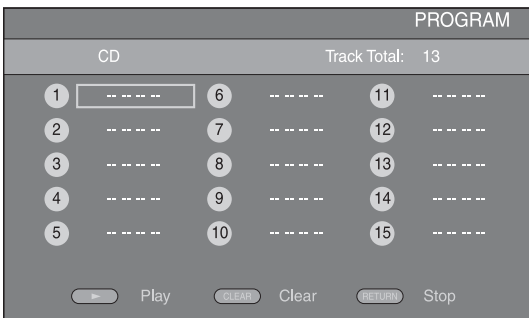 PROGRAM
CD Track Total: 13
1 -- -- -- -- 6 -- -- -- -- 11 -- -- -- --
2 -- -- -- -- 7 -- -- -- -- 12 -- -- -- --
3 -- -- -- -- 8 -- -- -- -- 13 -- -- -- --
4 -- -- -- -- 9 -- -- -- -- 14 -- -- -- --
5 -- -- -- -- 10 -- -- -- -- 15 -- -- -- --
Play CLEAR Clear RETURN Stop